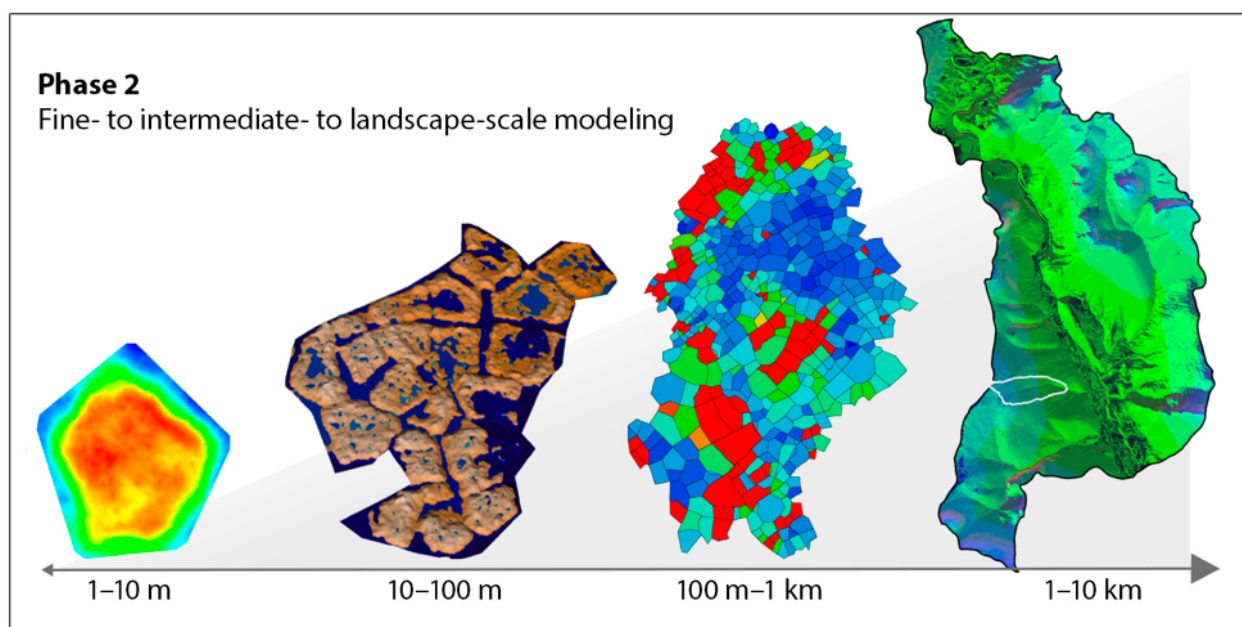 Phase 2
Fine- to intermediate- to landscape-scale modeling
1–10 m
10–100 m
100 m–1 km
1–10 km